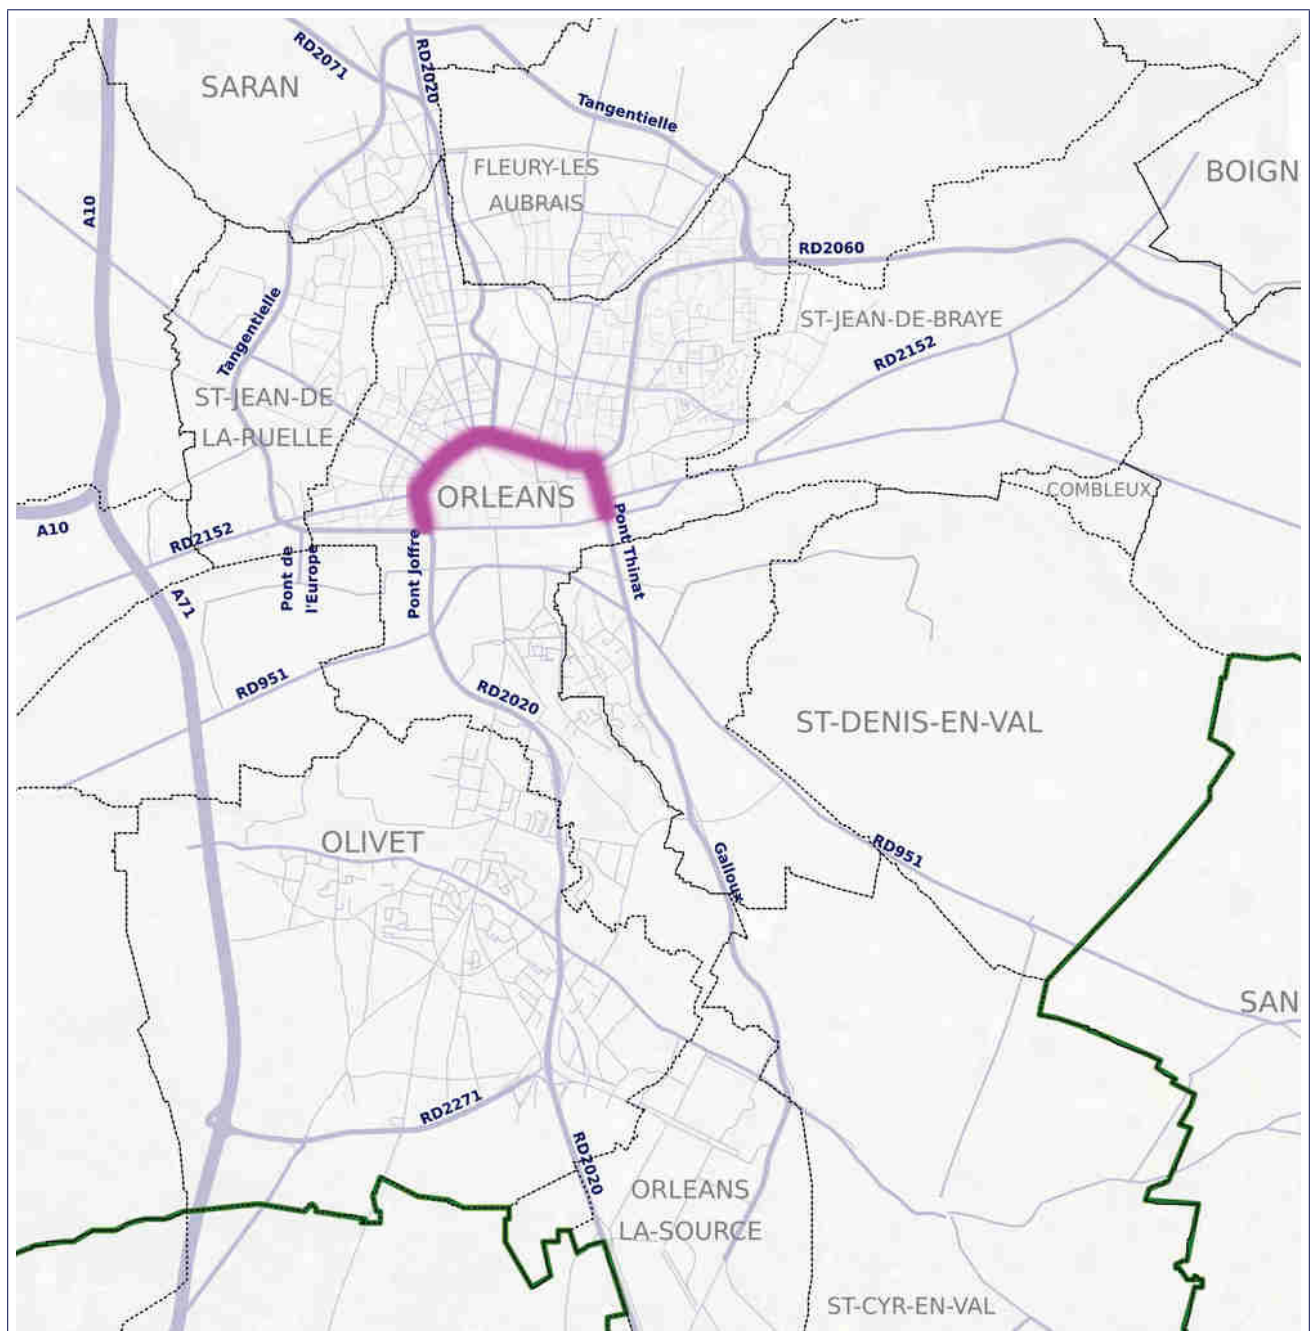 RD2071
RD2020
SARAN
Tangentielle
FLEURY-LES
AUBRAIS
BOIGN
A10
RD2060
Tangentielle
ST-JEAN-DE-BRAYE
RD2152
ST-JEAN-DE
LA-RUELLE
ORLEANS
COMBLEUX
A10
RD2152
Pont de
l'Europe
Pont Joffre
Pont Thinat
A71
RD951
RD2020
ST-DENIS-EN-VAL
OLIVET
Galloux
RD951
SAN
RD2271
RD2020
ORLEANS
LA-SOURCE
ST-CYR-EN-VAL